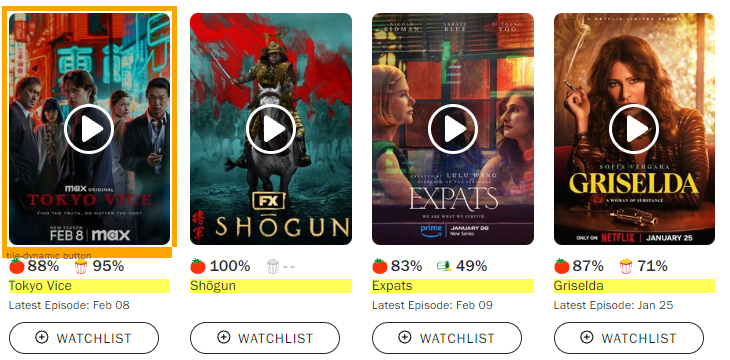 max ORIGINAL
TOKYO VICE
FIND THE TRUTH, NO MATTER THE COST.
NEW SEASON
FEB 8 | max
tile-dynamic button
88% 95%
Tokyo Vice
Latest Episode: Feb 08
WATCHLIST
FX
将軍
SHŌGUN
100% --
Shōgun
WATCHLIST
NICOLE KIDMAN
SARAYU BLUE
JI-YOUNG YOO
CREATED BY LULU WANG
EXPATS
WE ARE WHAT WE SURVIVE
prime
JANUARY 26
New Series
83% 49%
Expats
Latest Episode: Feb 09
WATCHLIST
A NETFLIX LIMITED SERIES
SOFÍA VERGARA
GRISELDA
A WOMAN OF SUBSTANCE
ONLY ON NETFLIX | JANUARY 25
87% 71%
Griselda
Latest Episode: Jan 25
WATCHLIST